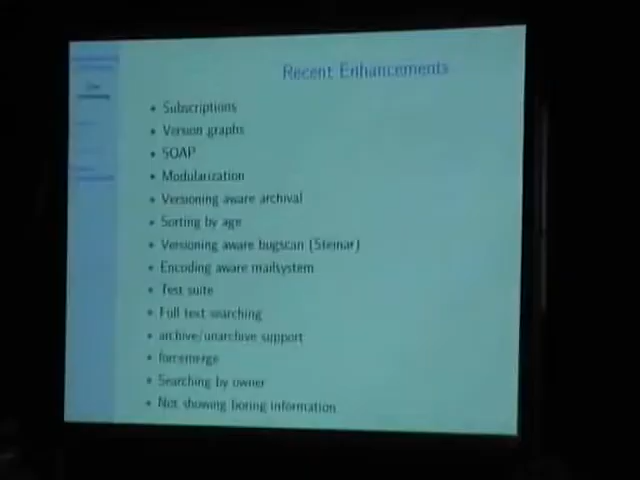 Recent Enhancements
• Subscriptions
• Version graphs
• SOAP
• Modularization
• Versioning aware archival
• Sorting by age
• Versioning aware bugscan (Steinar)
• Encoding aware mailsystem
• Test suite
• Full text searching
• archive/unarchive support
• forcemerge
• Searching by owner
• Not showing boring information